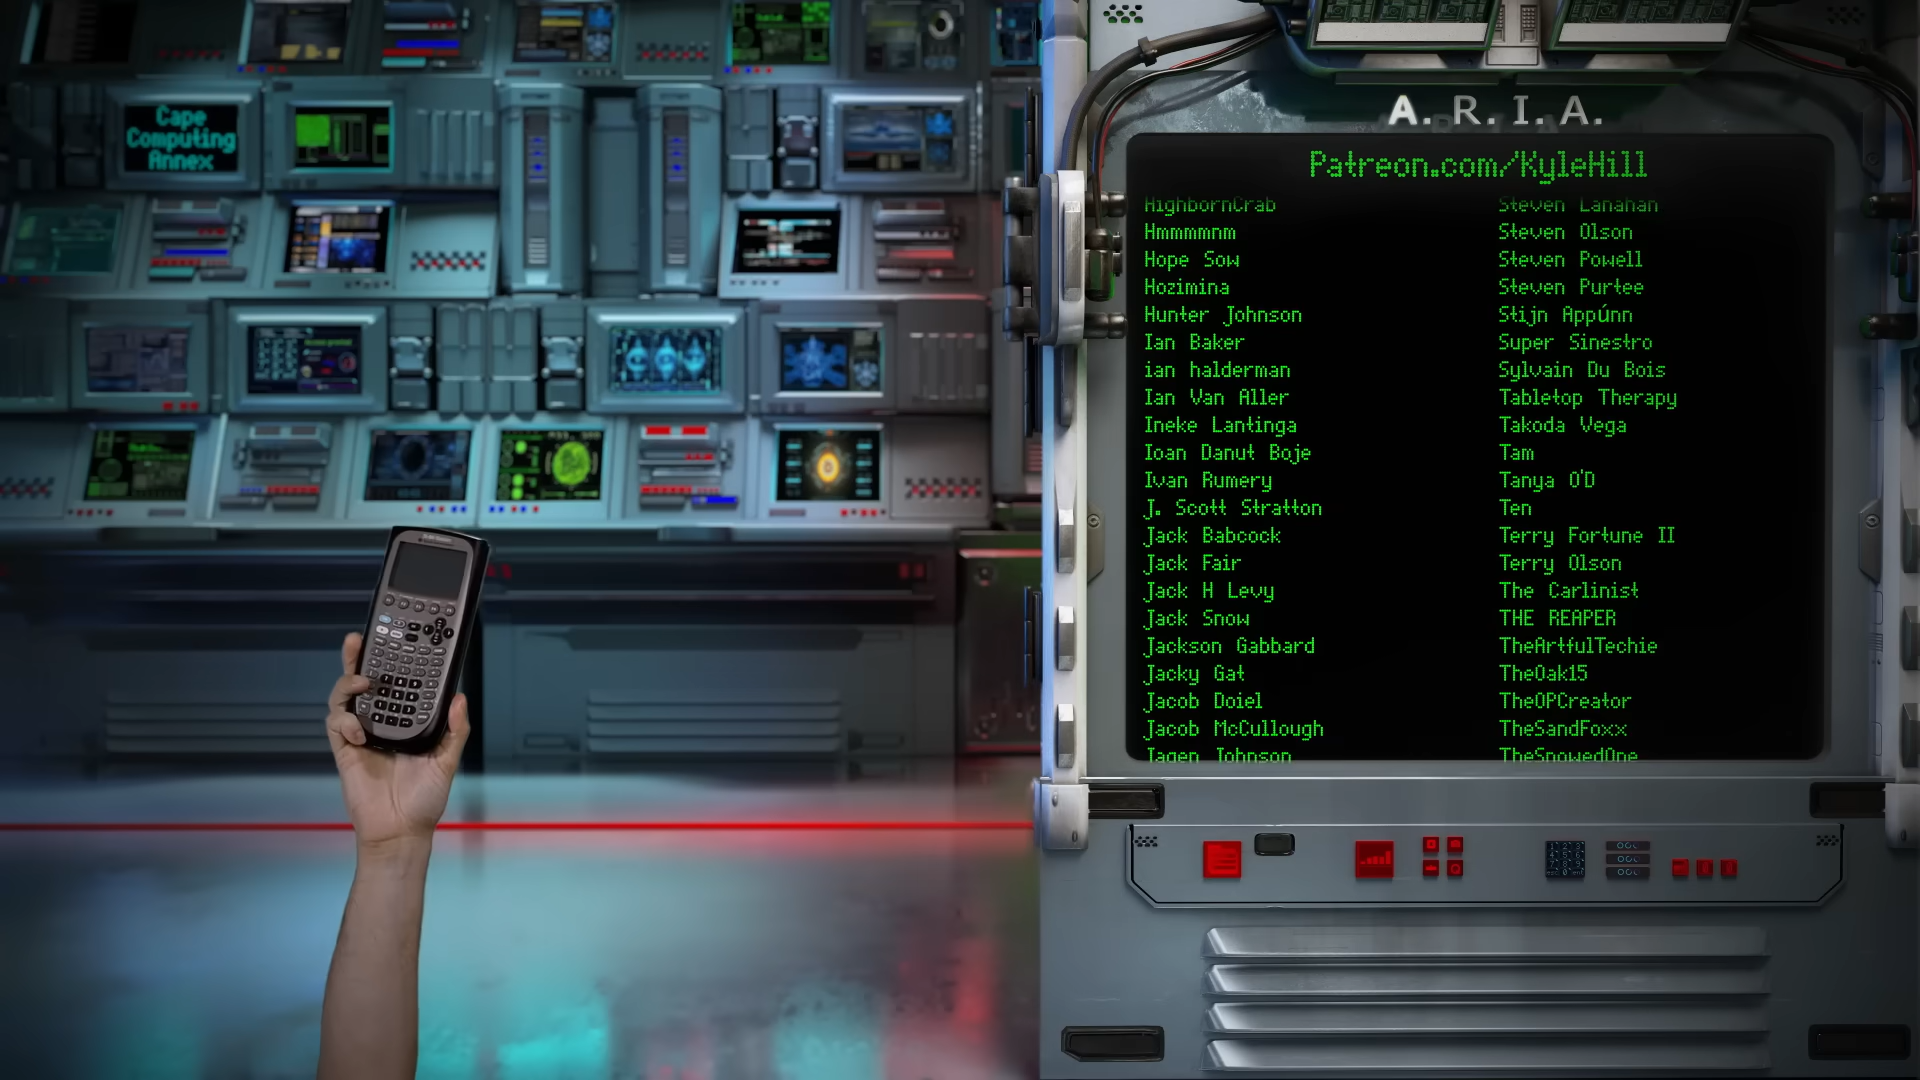 Cape
Computing
Annex
A.R.I.A.
Patreon.com/KyleHill
HighbornCrab
Hmmmmnm
Hope Sow
Hozimina
Hunter Johnson
Ian Baker
ian halderman
Ian Van Aller
Ineke Lantinga
Ioan Danut Boje
Ivan Rumery
J. Scott Stratton
Jack Babcock
Jack Fair
Jack H Levy
Jack Snow
Jackson Gabbard
Jacky Gat
Jacob Doiel
Jacob McCullough
Jagen Johnson
Steven Lanahan
Steven Olson
Steven Powell
Steven Purtee
Stijn Appúnn
Super Sinestro
Sylvain Du Bois
Tabletop Therapy
Takoda Vega
Tam
Tanya O'D
Ten
Terry Fortune II
Terry Olson
The Carlinist
THE REAPER
TheArtfulTechie
TheOak15
TheOPCreator
TheSandFoxx
TheSnowedOne